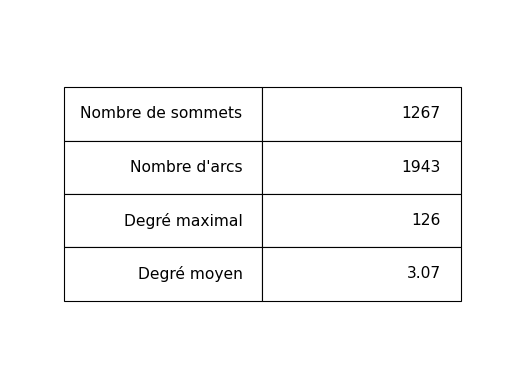 Nombre de sommets 1267
Nombre d'arcs 1943
Degré maximal 126
Degré moyen 3.07